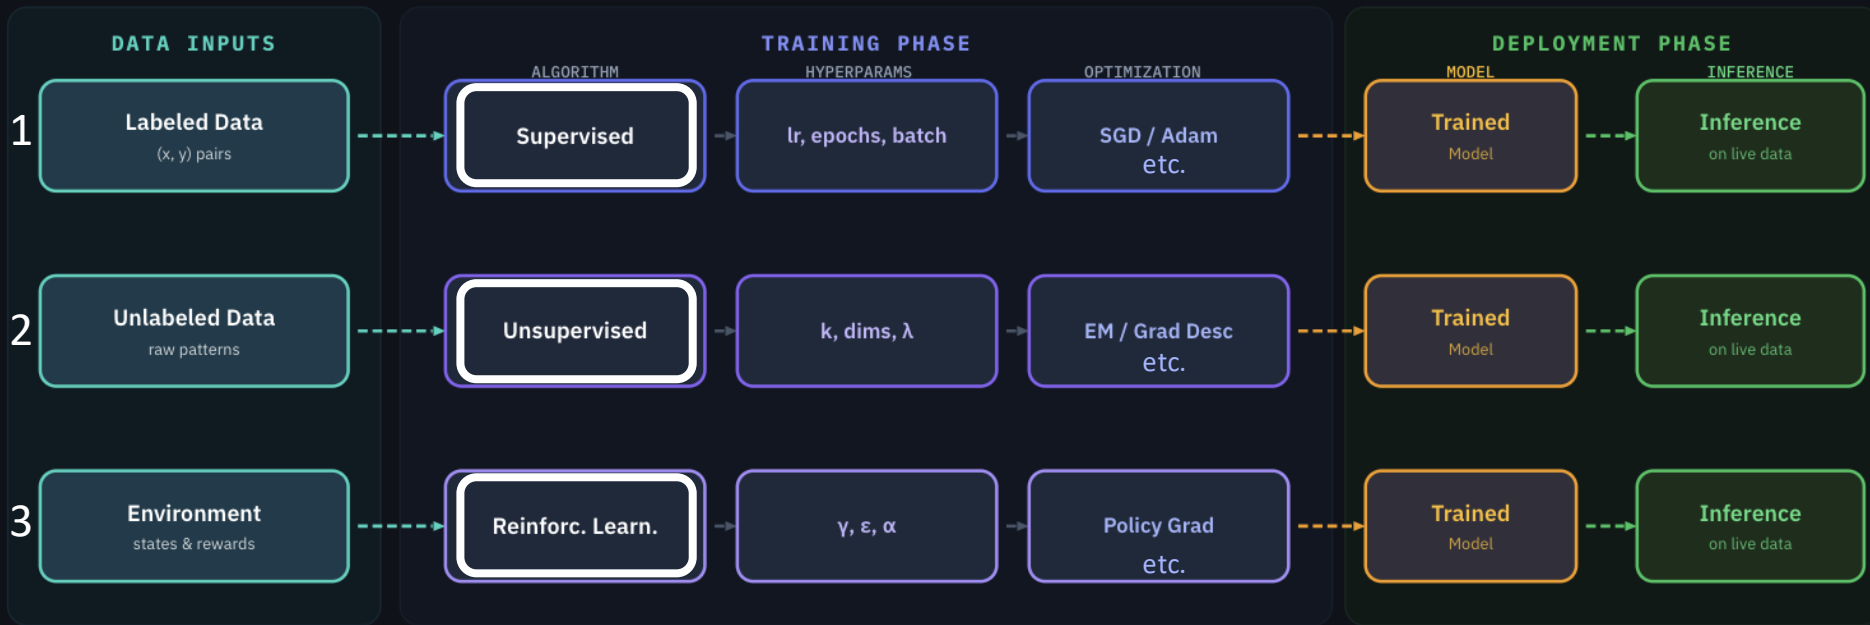 DATA INPUTS
TRAINING PHASE
DEPLOYMENT PHASE
ALGORITHM
HYPERPARAMS
OPTIMIZATION
MODEL
INFERENCE
1
Labeled Data
(x, y) pairs
Supervised
lr, epochs, batch
SGD / Adam
etc.
Trained
Model
Inference
on live data
2
Unlabeled Data
raw patterns
Unsupervised
k, dims, λ
EM / Grad Desc
etc.
Trained
Model
Inference
on live data
3
Environment
states & rewards
Reinforc. Learn.
γ, ε, α
Policy Grad
etc.
Trained
Model
Inference
on live data